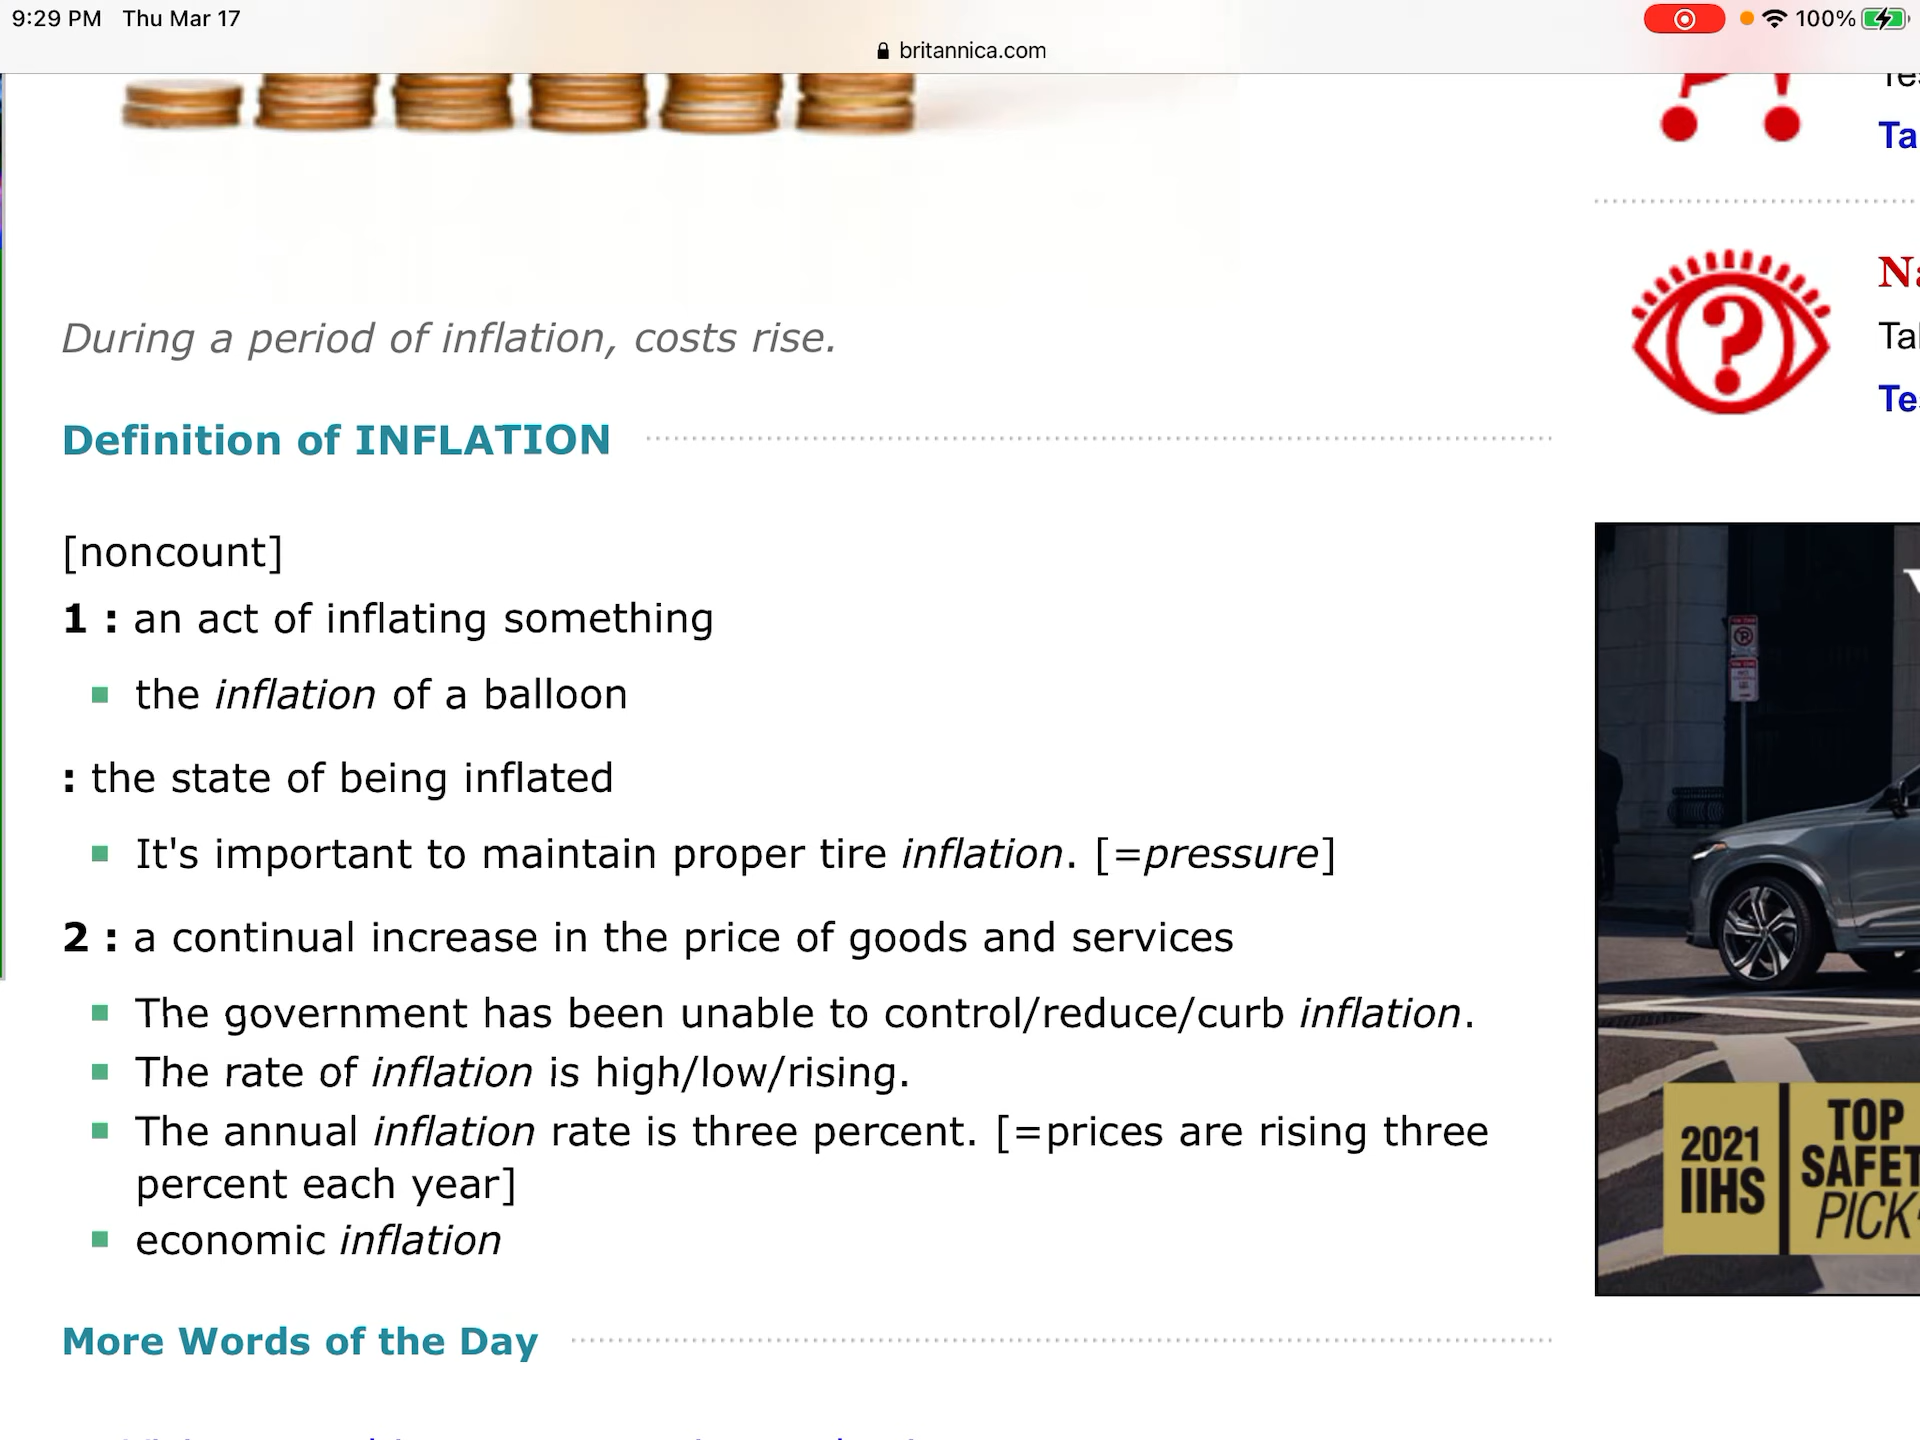 9:29 PM Thu Mar 17
100%
britannica.com
Ta
During a period of inflation, costs rise.
Definition of INFLATION
[noncount]
1 : an act of inflating something
the inflation of a balloon
: the state of being inflated
It's important to maintain proper tire inflation. [=pressure]
2 : a continual increase in the price of goods and services
The government has been unable to control/reduce/curb inflation.
The rate of inflation is high/low/rising.
The annual inflation rate is three percent. [=prices are rising three
percent each year]
economic inflation
More Words of the Day
Na
Te
2021
IIHS
TOP
SAFET
PICK